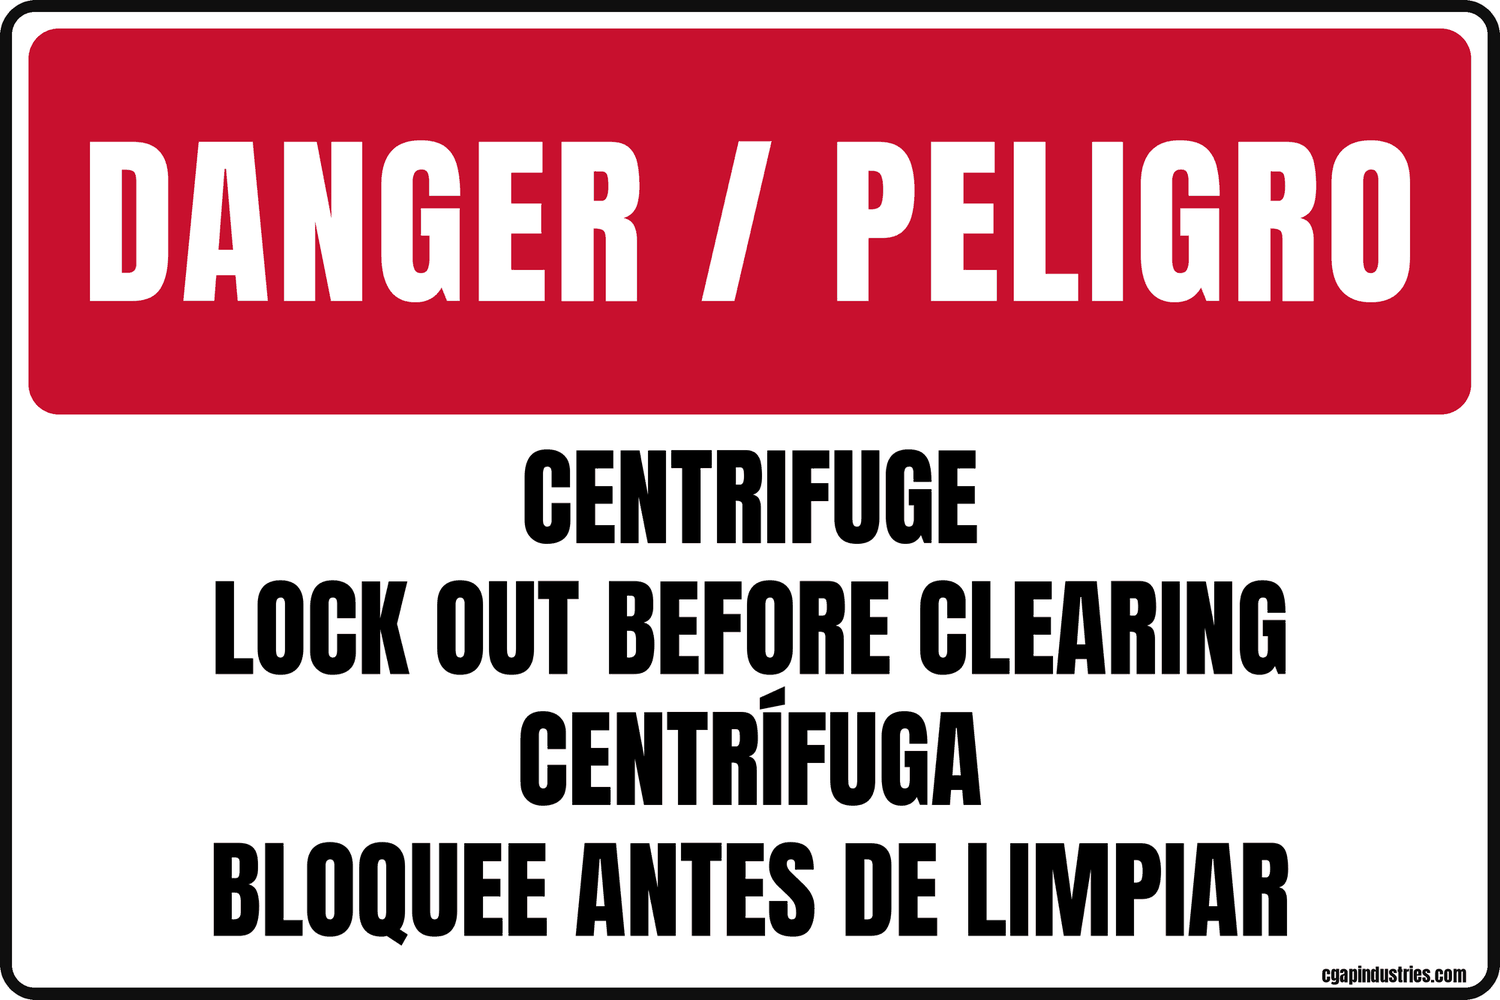 DANGER / PELIGRO
CENTRIFUGE
LOCK OUT BEFORE CLEARING
CENTRÍFUGA
BLOQUEE ANTES DE LIMPIAR
cgapindustries.com